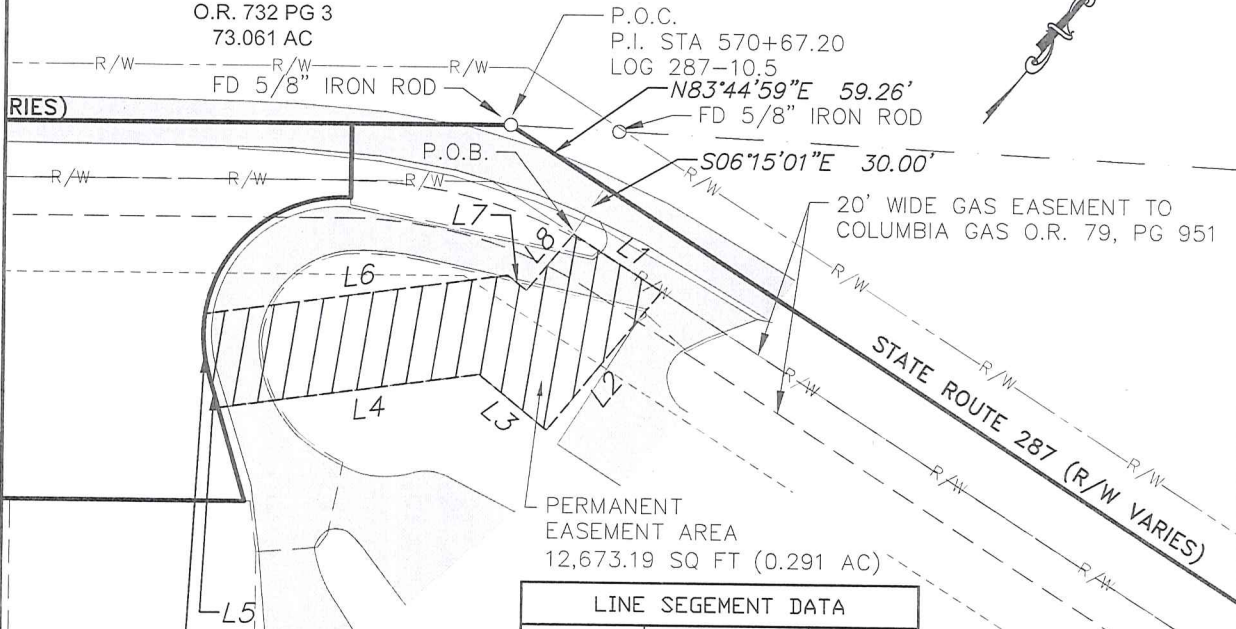 O.R. 732 PG 3
73.061 AC
P.O.C.
P.I. STA 570+67.20
LOG 287-10.5
R/W
R/W
R/W
FD 5/8" IRON ROD
N83°44'59"E 59.26'
FD 5/8" IRON ROD
RIES)
P.O.B.
S06°15'01"E 30.00'
R/W
R/W
R/W
R/W
20' WIDE GAS EASEMENT TO
COLUMBIA GAS O.R. 79, PG 951
L7
L8
L1
R/W
R/W
L6
STATE ROUTE 287 (R/W VARIES)
R/W
R/W
L2
L4
L3
R/W
R/W
R/W
PERMANENT
EASEMENT AREA
12,673.19 SQ FT (0.291 AC)
L5
LINE SEGEMENT DATA